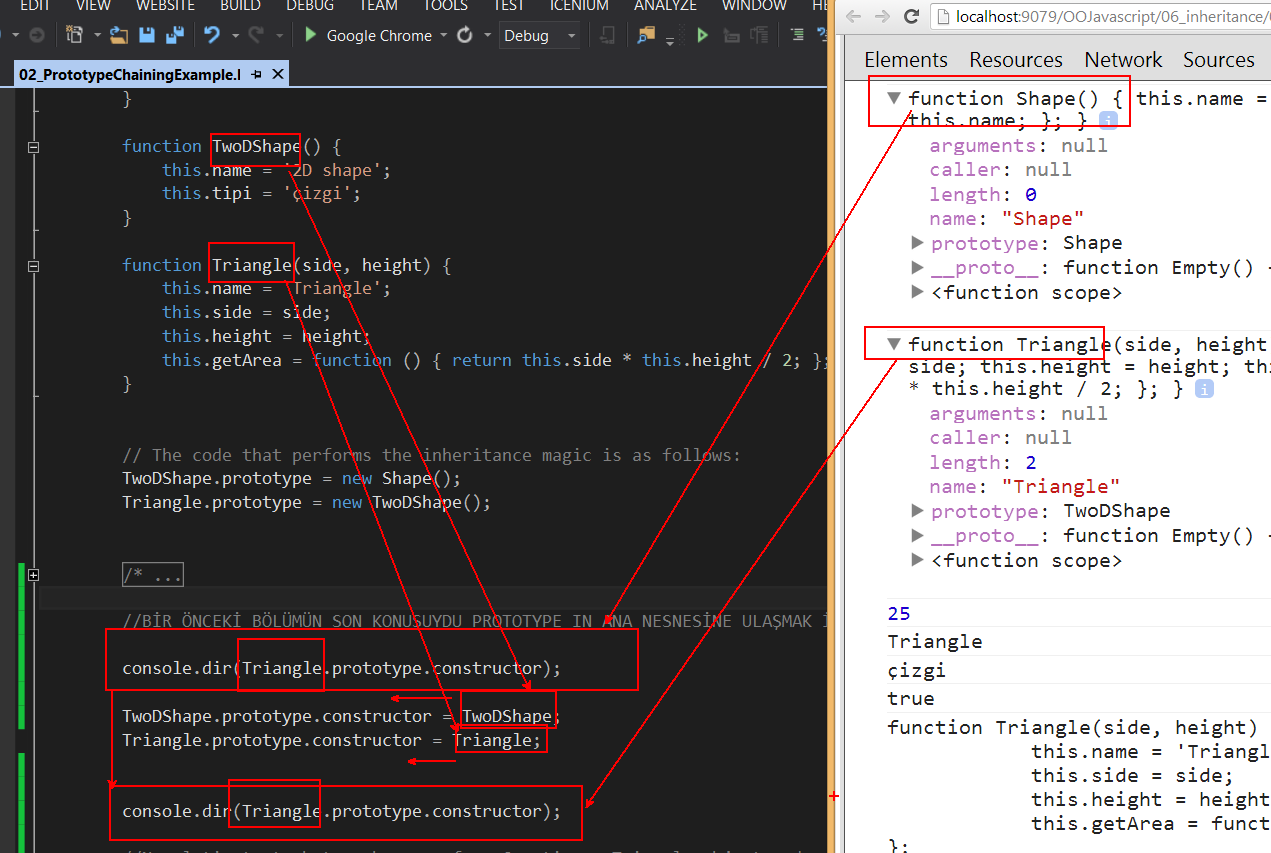 EDIT VIEW WEBSITE BUILD DEBUG TEAM TOOLS TEST ICENIUM ANALYZE WINDOW HE
Google Chrome Debug
02_PrototypeChainingExample.
}
function TwoDShape() {
this.name = '2D shape';
this.tipi = 'çizgi';
}
function Triangle(side, height) {
this.name = 'Triangle';
this.side = side;
this.height = height;
this.getArea = function () { return this.side * this.height / 2; };
}
// The code that performs the inheritance magic is as follows:
TwoDShape.prototype = new Shape();
Triangle.prototype = new TwoDShape();
/* ...
//BİR ÖNCEKİ BÖLÜMÜN SON KONUSUYDU PROTOTYPE IN ANA NESNESİNE ULAŞMAK İ
console.dir(Triangle.prototype.constructor);
TwoDShape.prototype.constructor = TwoDShape;
Triangle.prototype.constructor = Triangle;
console.dir(Triangle.prototype.constructor);
localhost:9079/OOJavascript/06_inheritance/
Elements Resources Network Sources
function Shape() { this.name =
this.name; }; }
arguments: null
caller: null
length: 0
name: "Shape"
prototype: Shape
__proto__: function Empty() {
<function scope>
function Triangle(side, height
side; this.height = height; thi
* this.height / 2; }; }
arguments: null
caller: null
length: 2
name: "Triangle"
prototype: TwoDShape
__proto__: function Empty() {
<function scope>
25
Triangle
çizgi
true
function Triangle(side, height)
this.name = 'Triangl
this.side = side;
this.height = height
this.getArea = funct
};